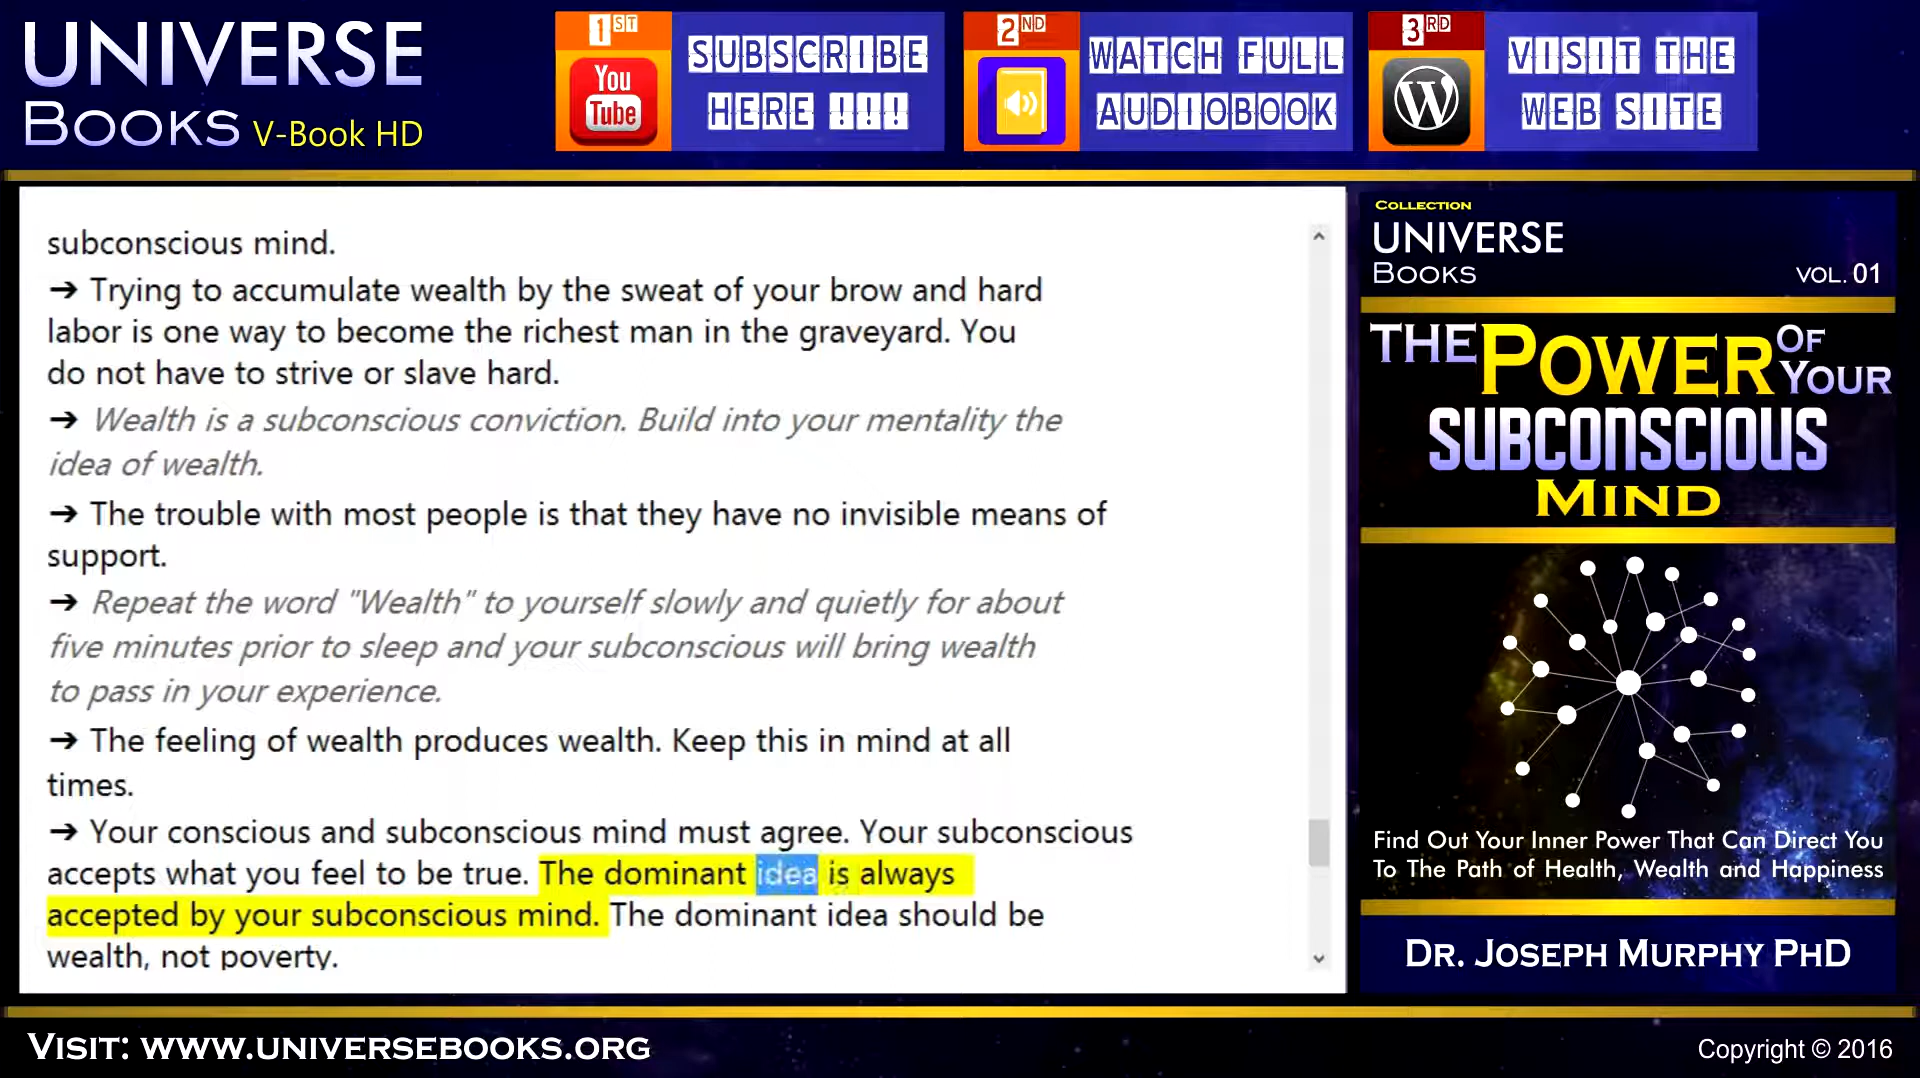 UNIVERSE
BOOKS V-Book HD
1ST
You
Tube
SUBSCRIBE
HERE !!!
2ND
WATCH FULL
AUDIOBOOK
3RD
VISIT THE
WEB SITE
subconscious mind.
➔ Trying to accumulate wealth by the sweat of your brow and hard
labor is one way to become the richest man in the graveyard. You
do not have to strive or slave hard.
➔ Wealth is a subconscious conviction. Build into your mentality the
idea of wealth.
➔ The trouble with most people is that they have no invisible means of
support.
➔ Repeat the word "Wealth" to yourself slowly and quietly for about
five minutes prior to sleep and your subconscious will bring wealth
to pass in your experience.
➔ The feeling of wealth produces wealth. Keep this in mind at all
times.
➔ Your conscious and subconscious mind must agree. Your subconscious
accepts what you feel to be true. The dominant idea is always
accepted by your subconscious mind. The dominant idea should be
wealth, not poverty.
COLLECTION
UNIVERSE
BOOKS VOL. 01
THE POWER OF YOUR
SUBCONSCIOUS
MIND
Find Out Your Inner Power That Can Direct You
To The Path of Health, Wealth and Happiness
DR. JOSEPH MURPHY PHD
VISIT: WWW.UNIVERSEBOOKS.ORG
Copyright © 2016